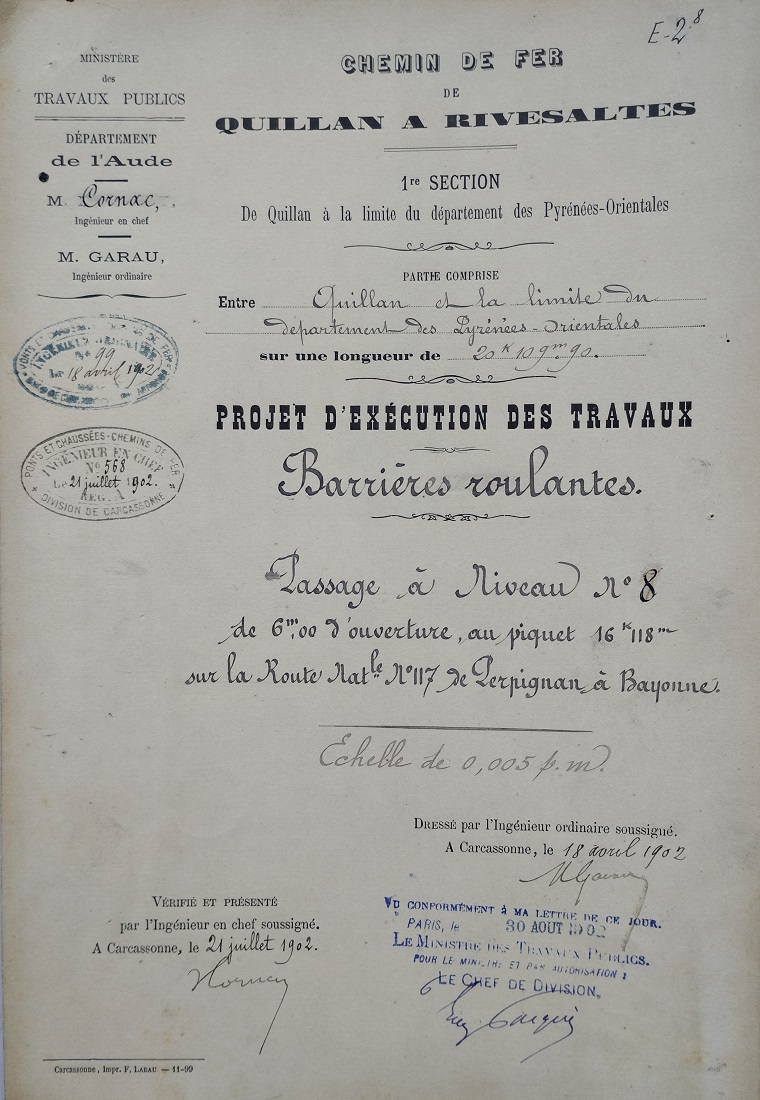 E-2⁸
MINISTÈRE
des
TRAVAUX PUBLICS
DÉPARTEMENT
de l'Aude
M. Cornac,
Ingénieur en chef
M. GARAU,
Ingénieur ordinaire
N° 99
Le 18 avril 1902
PONTS ET CHAUSSÉES - CHEMINS DE FER
INGÉNIEUR EN CHEF
N° 568
Le 21 juillet 1902.
REG. A
DIVISION DE CARCASSONNE
CHEMIN DE FER
DE
QUILLAN A RIVESALTES
1re SECTION
De Quillan à la limite du département des Pyrénées-Orientales
PARTIE COMPRISE
Entre Quillan et la limite du
département des Pyrénées-Orientales
sur une longueur de 20K109m90.
PROJET D'EXÉCUTION DES TRAVAUX
Barrières roulantes.
Passage à Niveau N° 8
de 6m,00 d'ouverture, au piquet 16K118m
sur la Route Natle N° 117 de Perpignan à Bayonne.
Echelle de 0,005 p.m.
DRESSÉ par l'Ingénieur ordinaire soussigné.
A Carcassonne, le 18 avril 1902
VÉRIFIÉ ET PRÉSENTÉ
par l'Ingénieur en chef soussigné.
A Carcassonne, le 21 juillet 1902.
VU CONFORMÉMENT à MA LETTRE DE CE JOUR.
PARIS, le 30 AOUT 1902
LE MINISTRE DES TRAVAUX PUBLICS.
POUR LE MINISTRE ET PAR AUTORISATION :
LE CHEF DE DIVISION,
Carcassonne, Impr. F. LABAU — 11-99